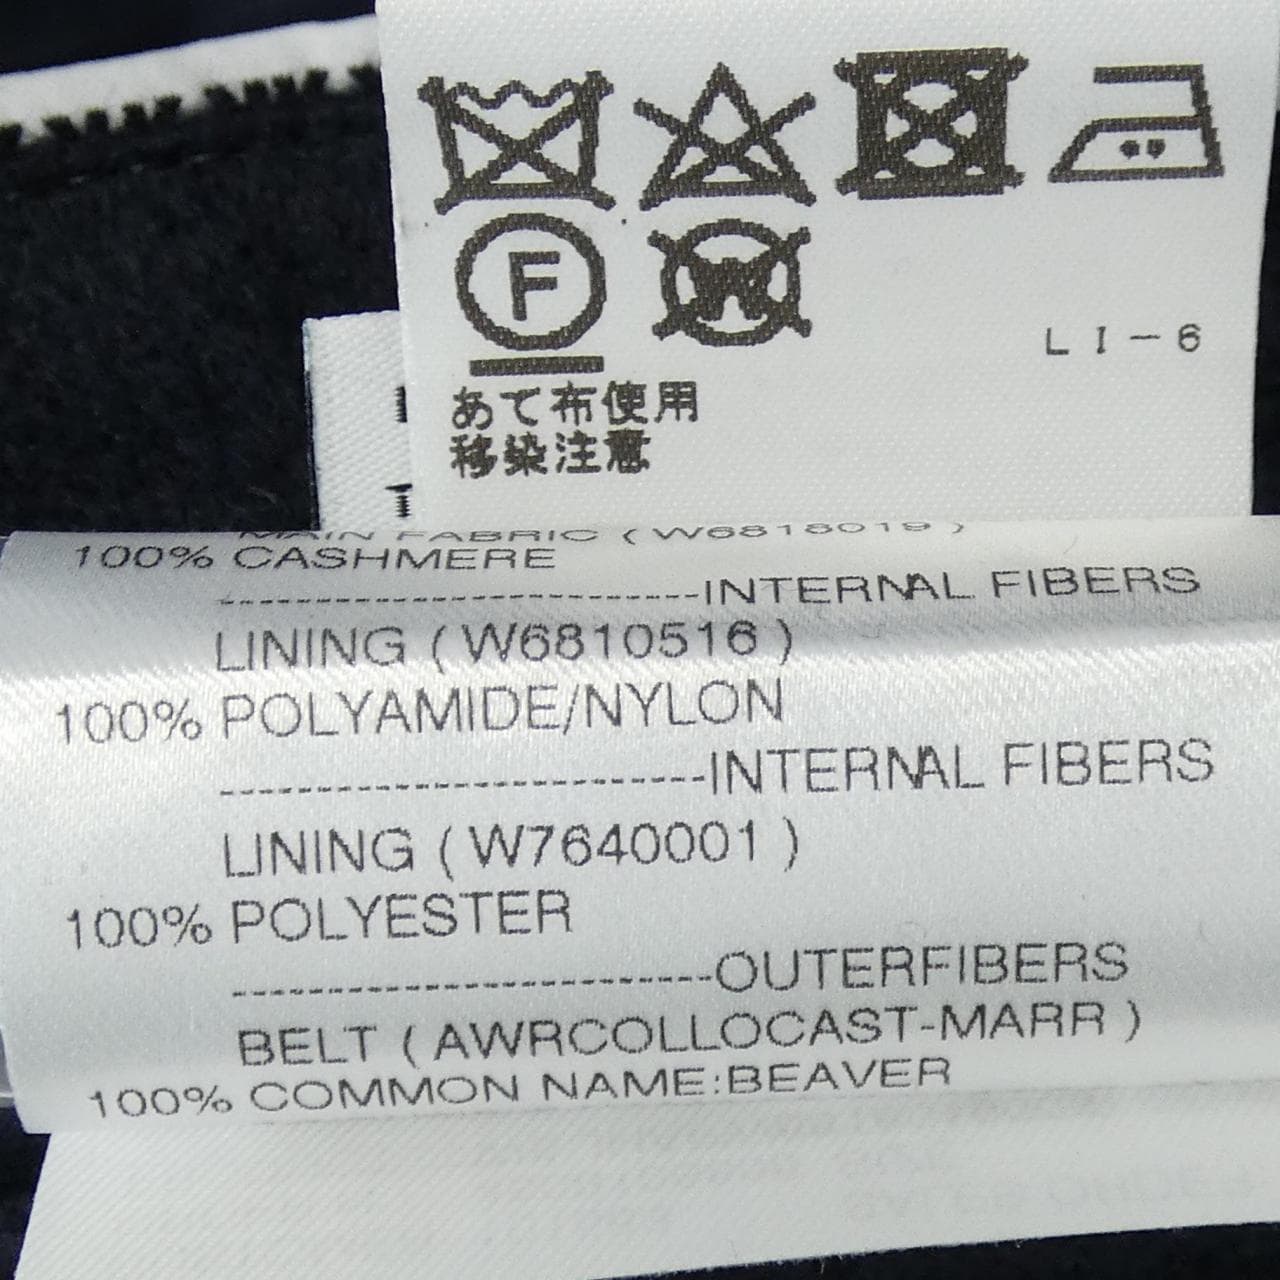 F
W
LI-6
あて布使用
移染注意
MAIN FABRIC (W6818019)
100% CASHMERE
-------------------------INTERNAL FIBERS
LINING (W6810516)
100% POLYAMIDE/NYLON
-------------------------INTERNAL FIBERS
LINING (W7640001)
100% POLYESTER
-------------------------OUTERFIBERS
BELT (AWRCOLLOCAST-MARR)
100% COMMON NAME:BEAVER